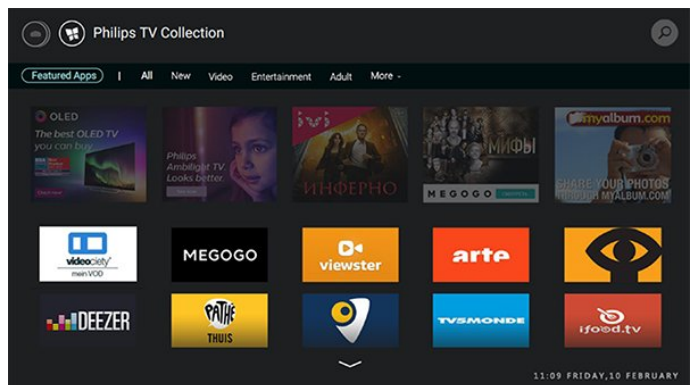 Philips TV Collection
Featured Apps | All New Video Entertainment Adult More
OLED
The best OLED TV
you can buy
Philips
Ambilight TV.
Looks better.
ivi
ИНФЕРНО
МИФЫ
MEGOGO
myalbum.com
SHARE YOUR PHOTOS
THROUGH MYALBUM.COM
videociety
mein VOD
MEGOGO
viewster
arte
DEEZER
PATHÉ
THUIS
TV5MONDE
ifood.tv
11:09 FRIDAY,10 FEBRUARY